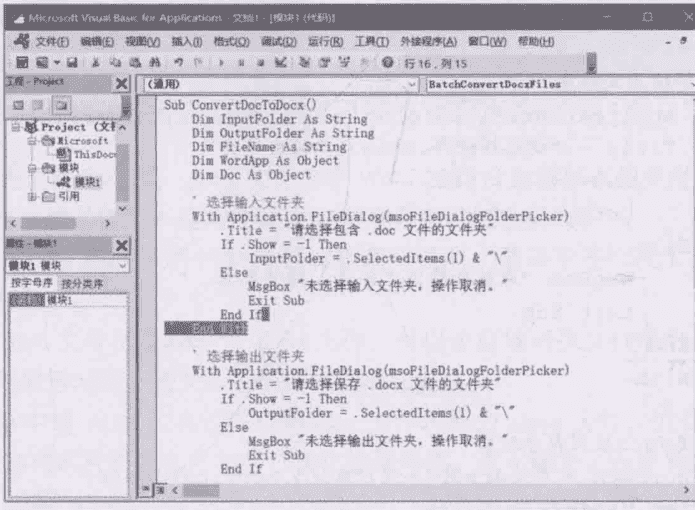 Microsoft Visual Basic for Applications - 文档1 - [模块1 (代码)]
文件(F) 编辑(E) 视图(V) 插入(I) 格式(O) 调试(D) 运行(R) 工具(T) 外接程序(A) 窗口(W) 帮助(H)
行 16, 列 15
工程 - Project
(通用)
BatchConvertDocxFiles
Project (文档
Microsoft
ThisDocu
模块
模块1
引用
属性 - 模块1
模块1 模块
按字母序 按分类序
模块1
Sub ConvertDocToDocx()
Dim InputFolder As String
Dim OutputFolder As String
Dim FileName As String
Dim WordApp As Object
Dim Doc As Object
` 选择输入文件夹
With Application.FileDialog(msoFileDialogFolderPicker)
.Title = "请选择包含 .doc 文件的文件夹"
If .Show = -1 Then
InputFolder = .SelectedItems(1) & "\"
Else
MsgBox "未选择输入文件夹，操作取消。"
Exit Sub
End If
End With
` 选择输出文件夹
With Application.FileDialog(msoFileDialogFolderPicker)
.Title = "请选择保存 .docx 文件的文件夹"
If .Show = -1 Then
OutputFolder = .SelectedItems(1) & "\"
Else
MsgBox "未选择输出文件夹，操作取消。"
Exit Sub
End If